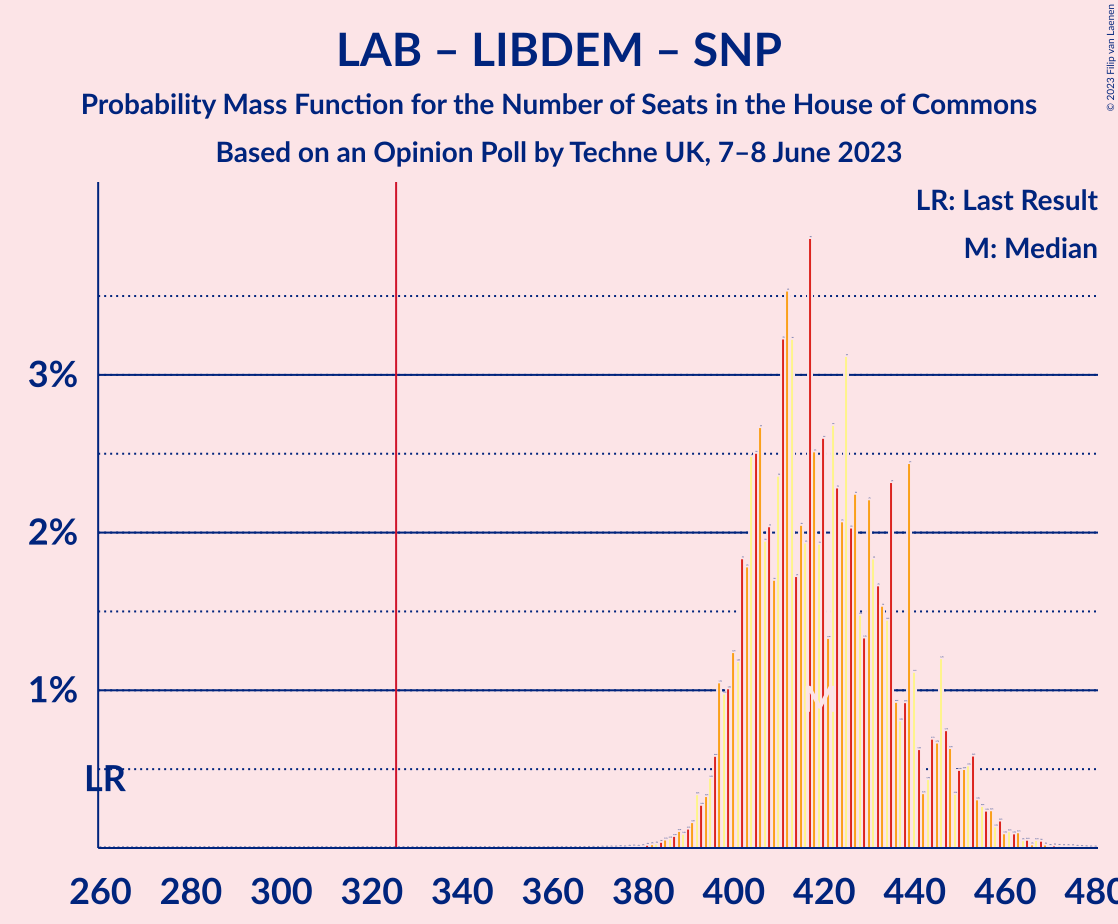 LAB – LIBDEM – SNP
Probability Mass Function for the Number of Seats in the House of Commons
Based on an Opinion Poll by Techne UK, 7–8 June 2023
© 2023 Filip van Laenen
LR: Last Result
M: Median
3%
2%
1%
LR
M
260 280 300 320 340 360 380 400 420 440 460 480